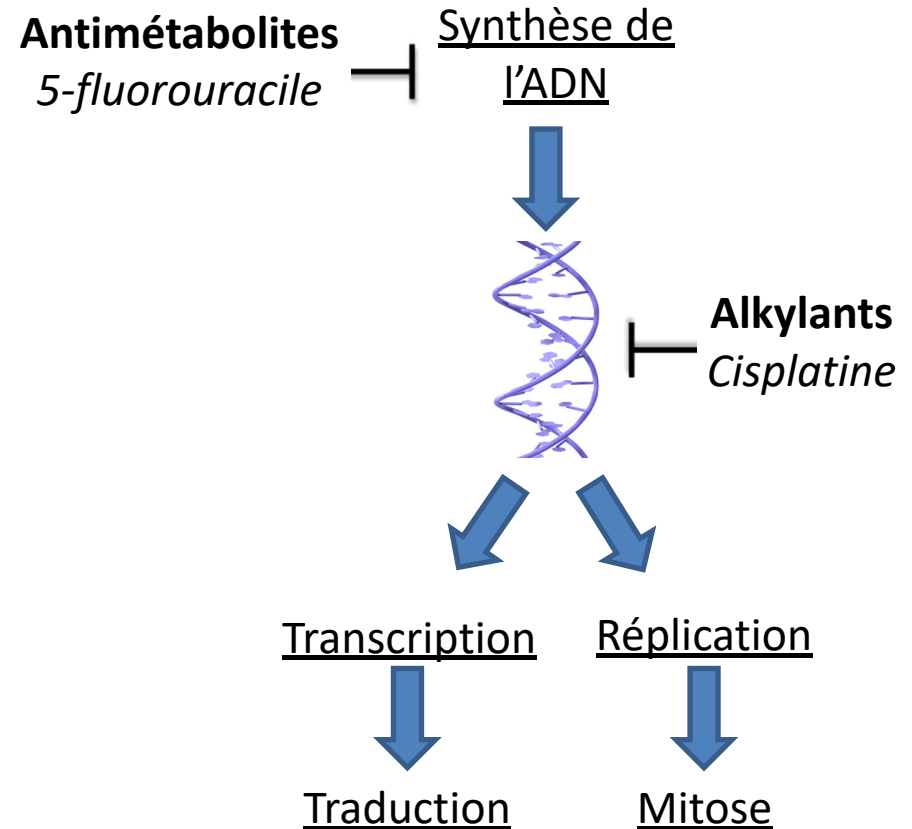 Antimétabolites
5-fluorouracile
Synthèse de
l’ADN
Alkylants
Cisplatine
Transcription
Réplication
Traduction
Mitose